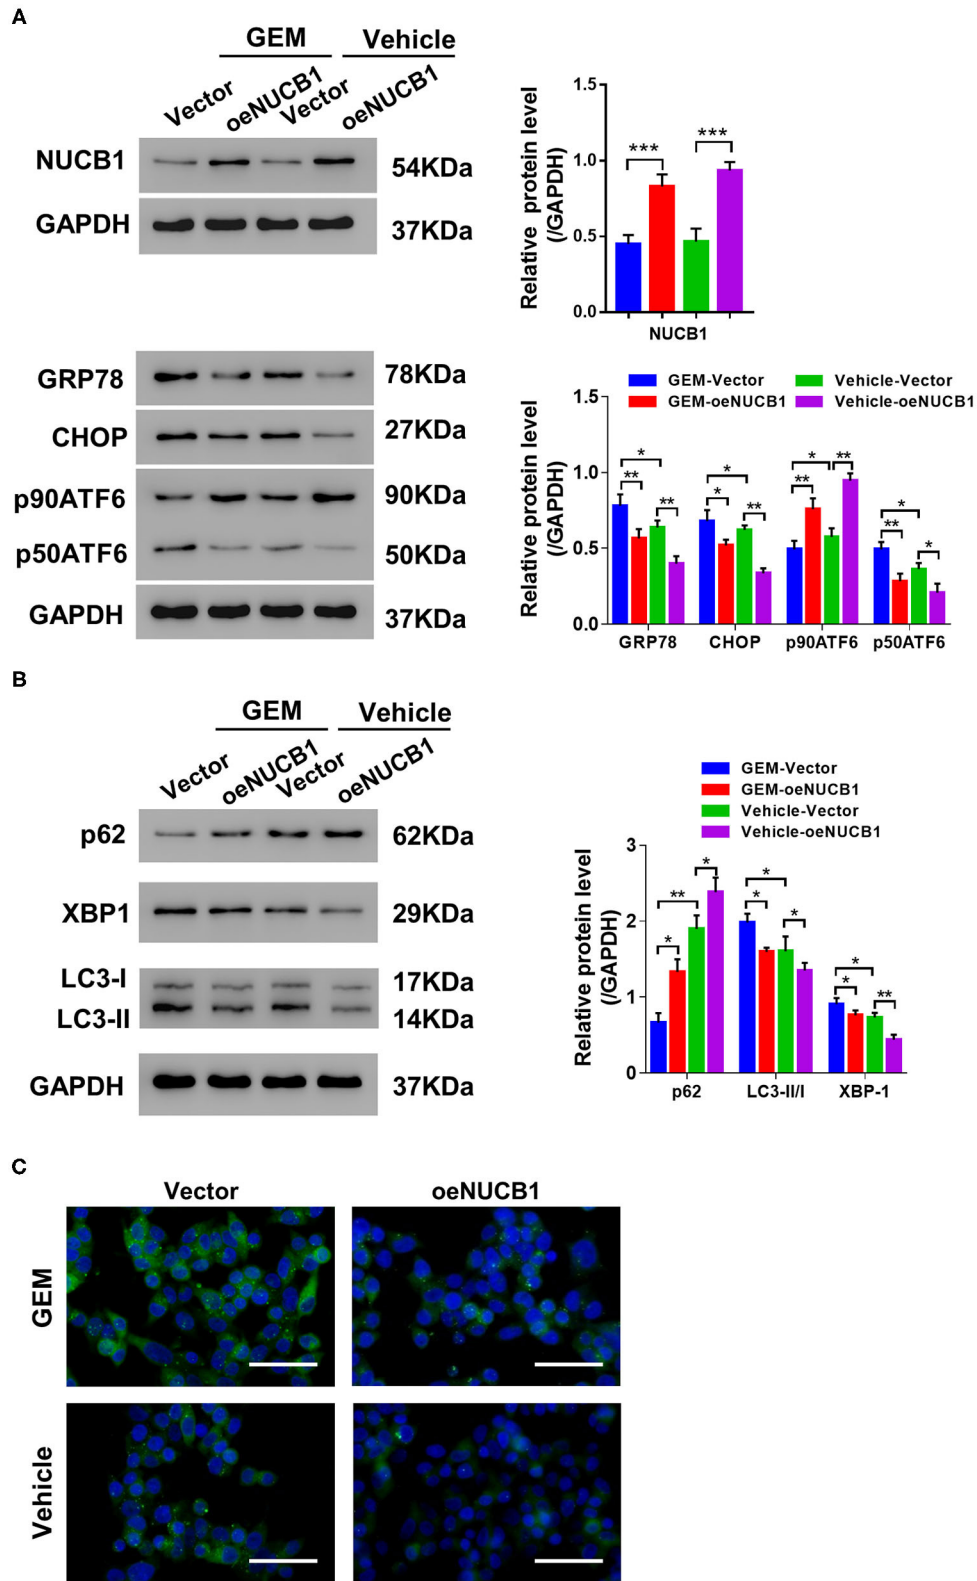 A
GEM Vehicle
Vector oeNUCB1 Vector oeNUCB1
NUCB1 54KDa
GAPDH 37KDa
Relative protein level
(/GAPDH)
1.5
1.0
0.5
0.0
*** ***
NUCB1
GRP78 78KDa
CHOP 27KDa
p90ATF6 90KDa
p50ATF6 50KDa
GAPDH 37KDa
GEM-Vector Vehicle-Vector
GEM-oeNUCB1 Vehicle-oeNUCB1
Relative protein level
(/GAPDH)
1.5
1.0
0.5
0.0
* ** **
* * **
* ** **
* ** *
GRP78 CHOP p90ATF6 p50ATF6
B
GEM Vehicle
Vector oeNUCB1 Vector oeNUCB1
p62 62KDa
XBP1 29KDa
LC3-I 17KDa
LC3-II 14KDa
GAPDH 37KDa
GEM-Vector
GEM-oeNUCB1
Vehicle-Vector
Vehicle-oeNUCB1
Relative protein level
(/GAPDH)
3
2
1
0
* ** *
* * *
* * **
p62 LC3-II/I XBP-1
C
Vector oeNUCB1
GEM
Vehicle